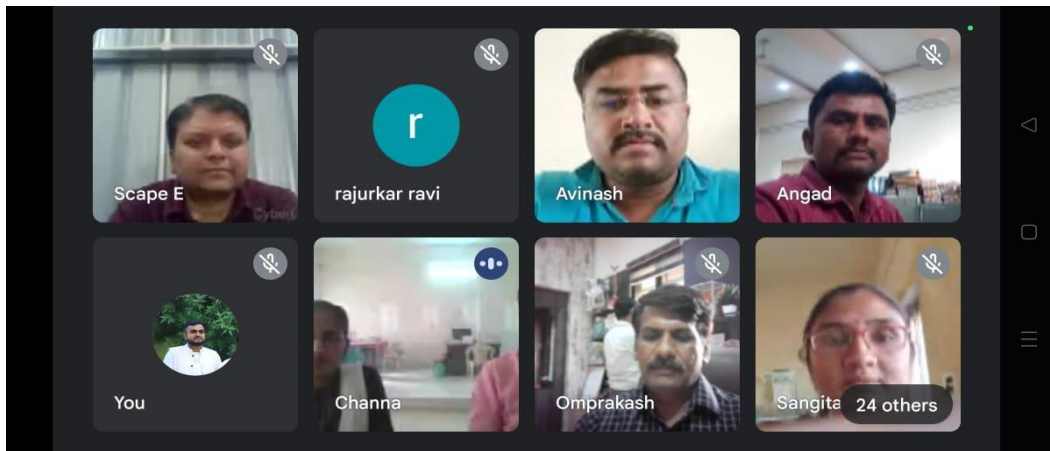 Scape E
r
rajurkar ravi
Avinash
Angad
You
Channa
Omprakash
Sangita
24 others